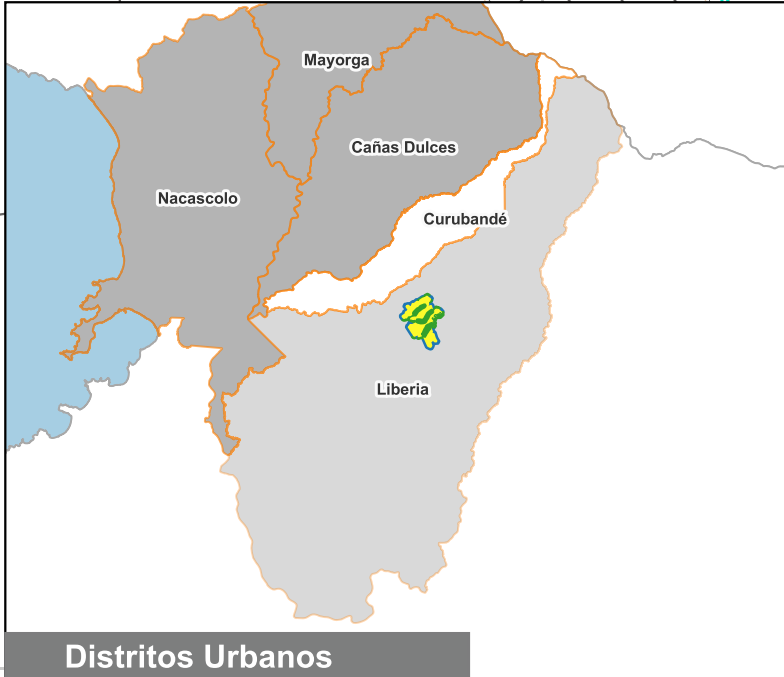 Mayorga
Cañas Dulces
Nacascolo
Curubandé
Liberia
Distritos Urbanos